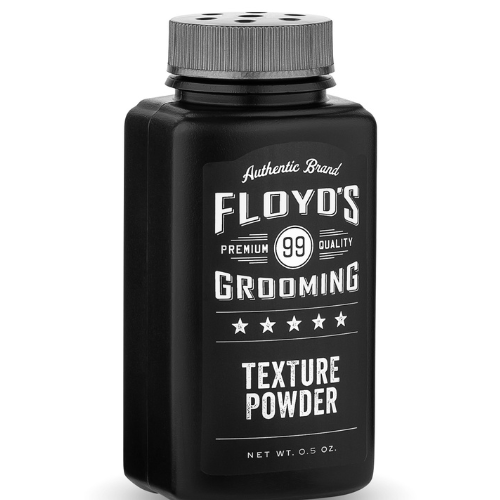 Authentic Brand
FLOYD'S
PREMIUM 99 QUALITY
GROOMING
TEXTURE
POWDER
NET WT. 0.5 OZ.